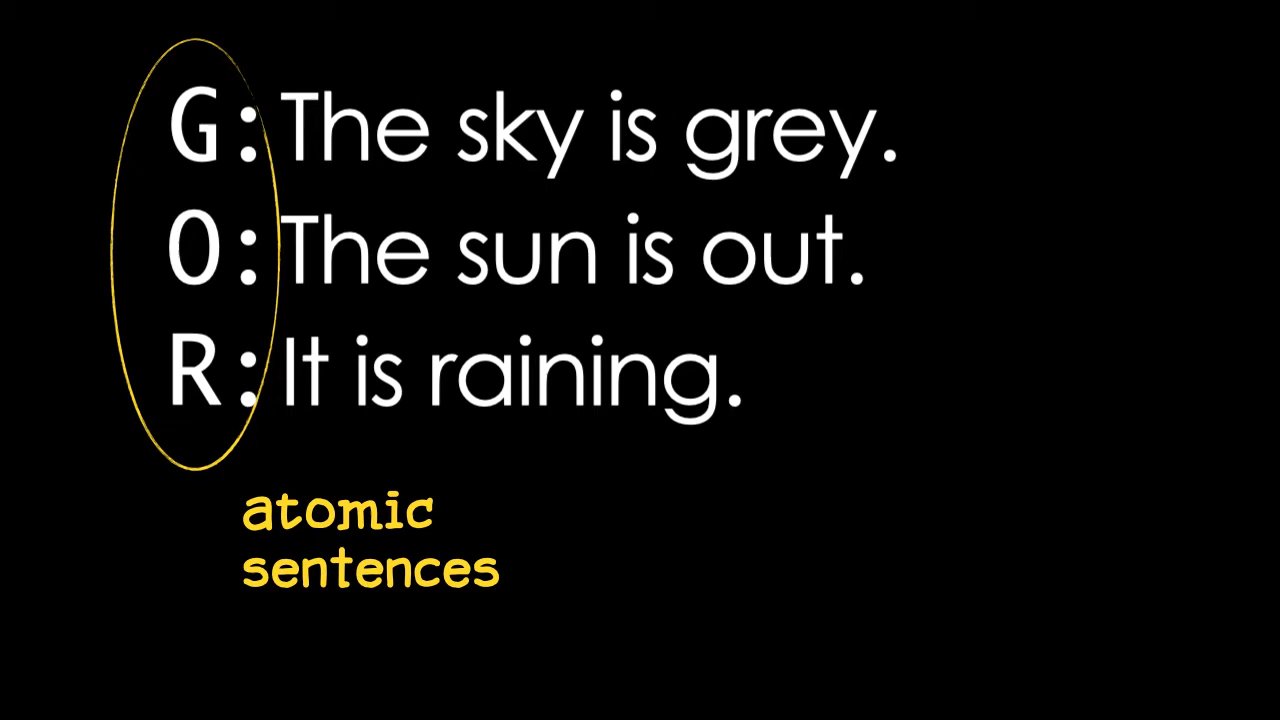 G: The sky is grey.
O: The sun is out.
R: It is raining.
atomic
sentences